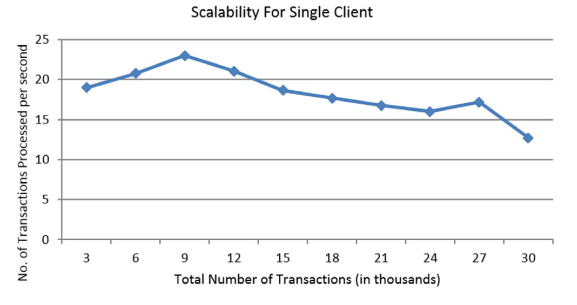 Scalability For Single Client
No. of Transactions Processed per second
25
20
15
10
5
0
3 6 9 12 15 18 21 24 27 30
Total Number of Transactions (in thousands)